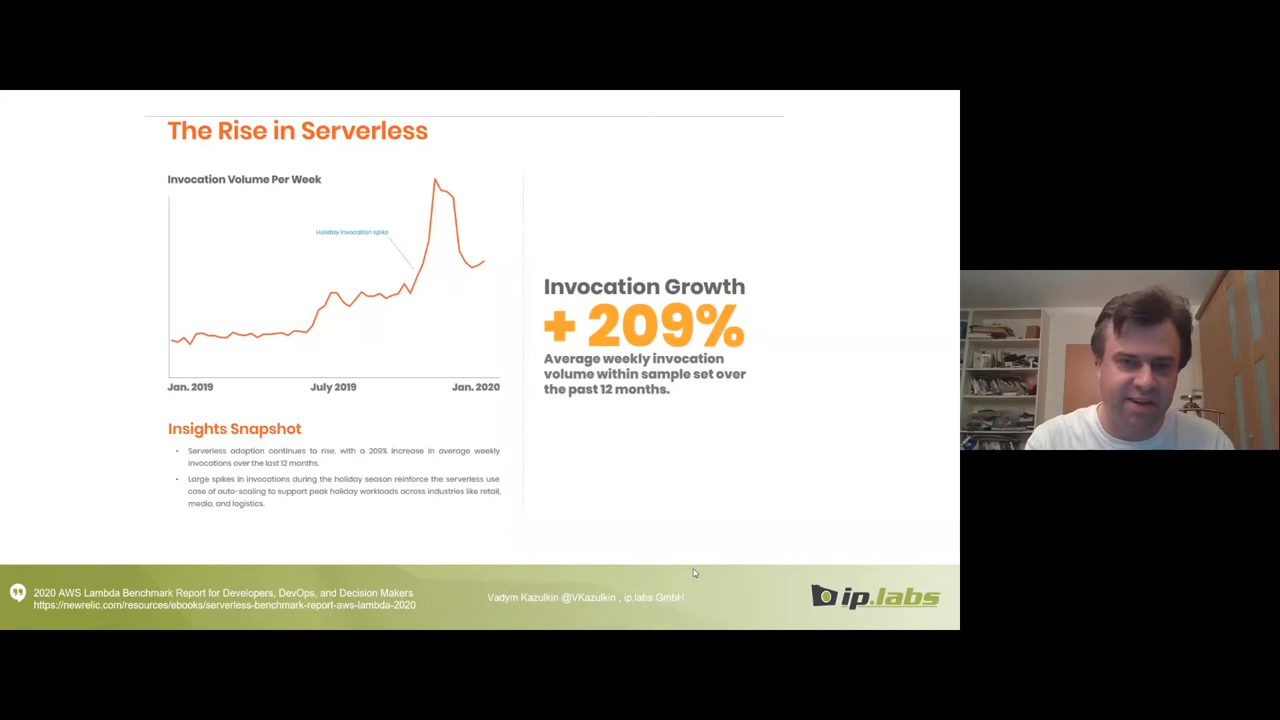 The Rise in Serverless
Invocation Volume Per Week
Holiday invocation spike
Jan. 2019
July 2019
Jan. 2020
Invocation Growth
+ 209%
Average weekly invocation
volume within sample set over
the past 12 months.
Insights Snapshot
• Serverless adoption continues to rise, with a 209% increase in average weekly
invocations over the last 12 months.
• Large spikes in invocations during the holiday season reinforce the serverless use
case of auto-scaling to support peak holiday workloads across industries like retail,
media, and logistics.
2020 AWS Lambda Benchmark Report for Developers, DevOps, and Decision Makers
https://newrelic.com/resources/ebooks/serverless-benchmark-report-aws-lambda-2020
Vadym Kazulkin @VKazulkin , ip.labs GmbH
ip.labs